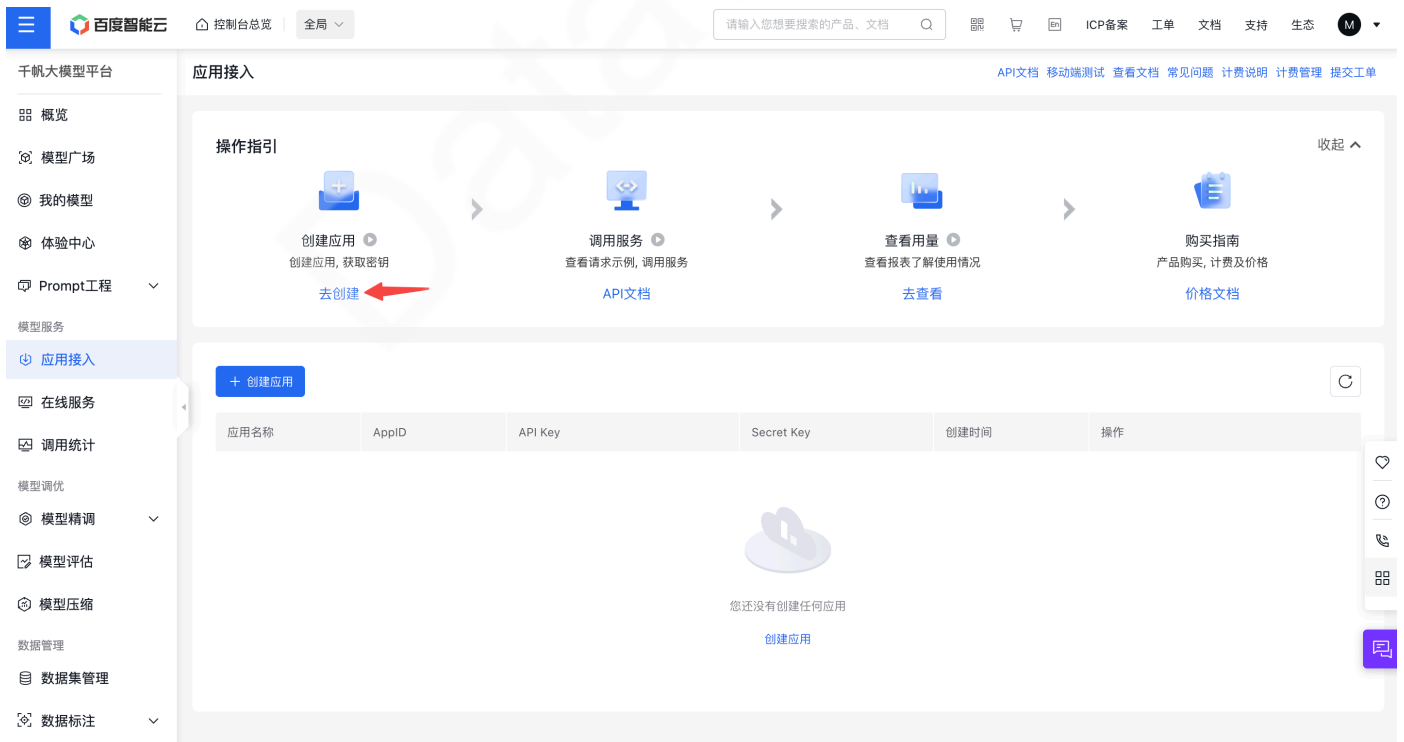 百度智能云
控制台总览
全局
请输入您想要搜索的产品、文档
En
ICP备案
工单
文档
支持
生态
M
千帆大模型平台
概览
模型广场
我的模型
体验中心
Prompt工程
模型服务
应用接入
在线服务
调用统计
模型调优
模型精调
模型评估
模型压缩
数据管理
数据集管理
数据标注
应用接入
API文档 移动端测试 查看文档 常见问题 计费说明 计费管理 提交工单
操作指引
收起
创建应用
创建应用, 获取密钥
去创建
调用服务
查看请求示例, 调用服务
API文档
查看用量
查看报表了解使用情况
去查看
购买指南
产品购买, 计费及价格
价格文档
+ 创建应用
应用名称 AppID API Key Secret Key 创建时间 操作
您还没有创建任何应用
创建应用
Data